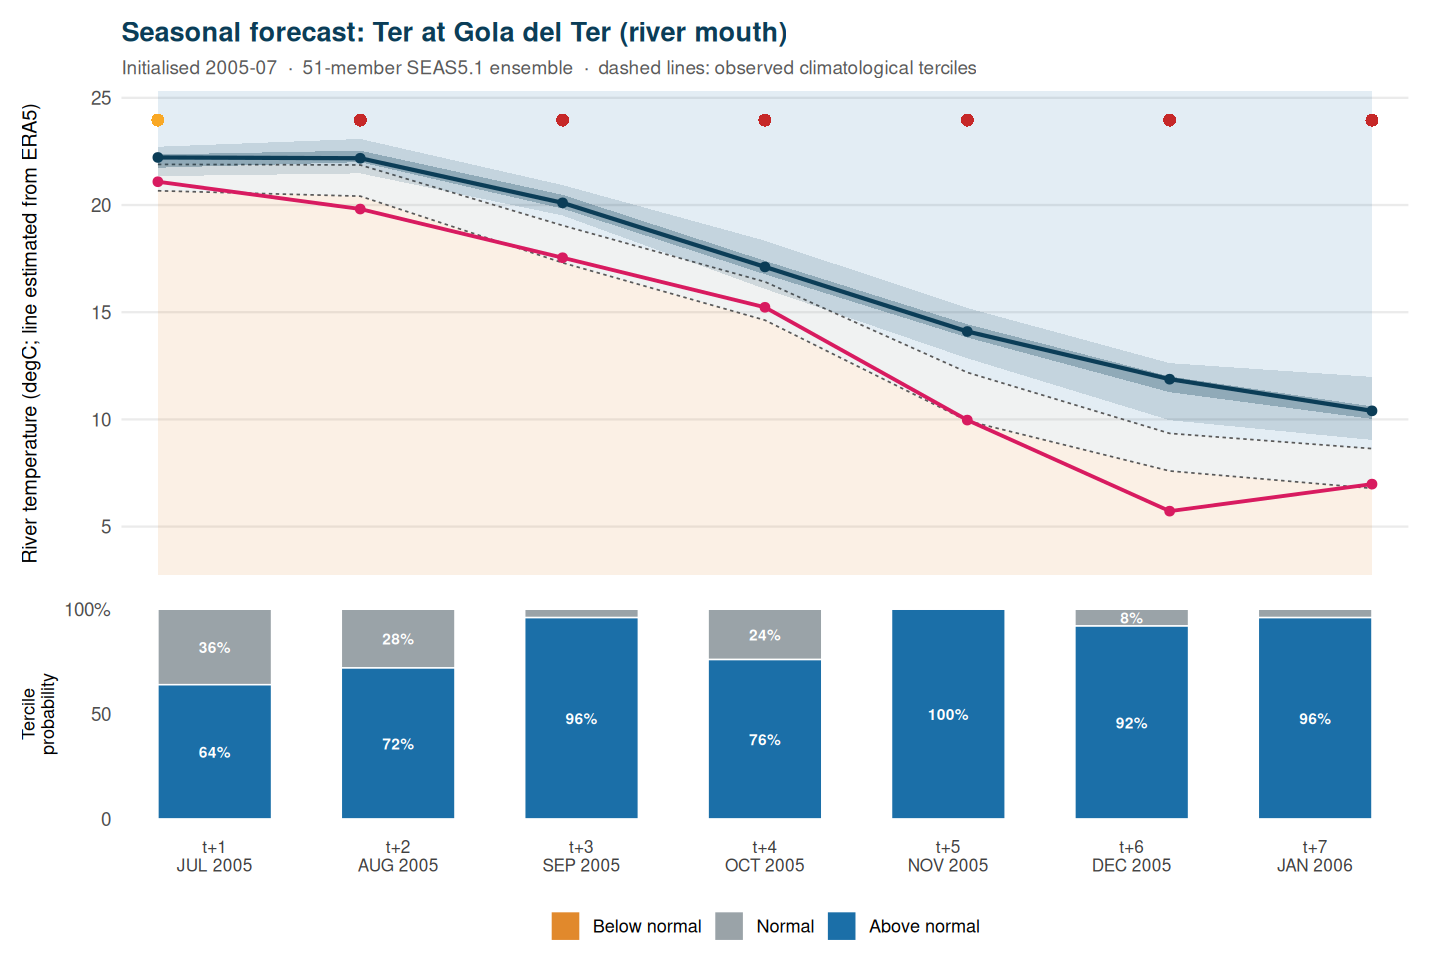 Seasonal forecast: Ter at Gola del Ter (river mouth)
Initialised 2005-07 · 51-member SEAS5.1 ensemble · dashed lines: observed climatological terciles
River temperature (degC; line estimated from ERA5)
25
20
15
10
5
Tercile
probability
100%
50
0
36%
28%
24%
8%
64%
72%
96%
76%
100%
92%
96%
t+1
JUL 2005
t+2
AUG 2005
t+3
SEP 2005
t+4
OCT 2005
t+5
NOV 2005
t+6
DEC 2005
t+7
JAN 2006
Below normal
Normal
Above normal